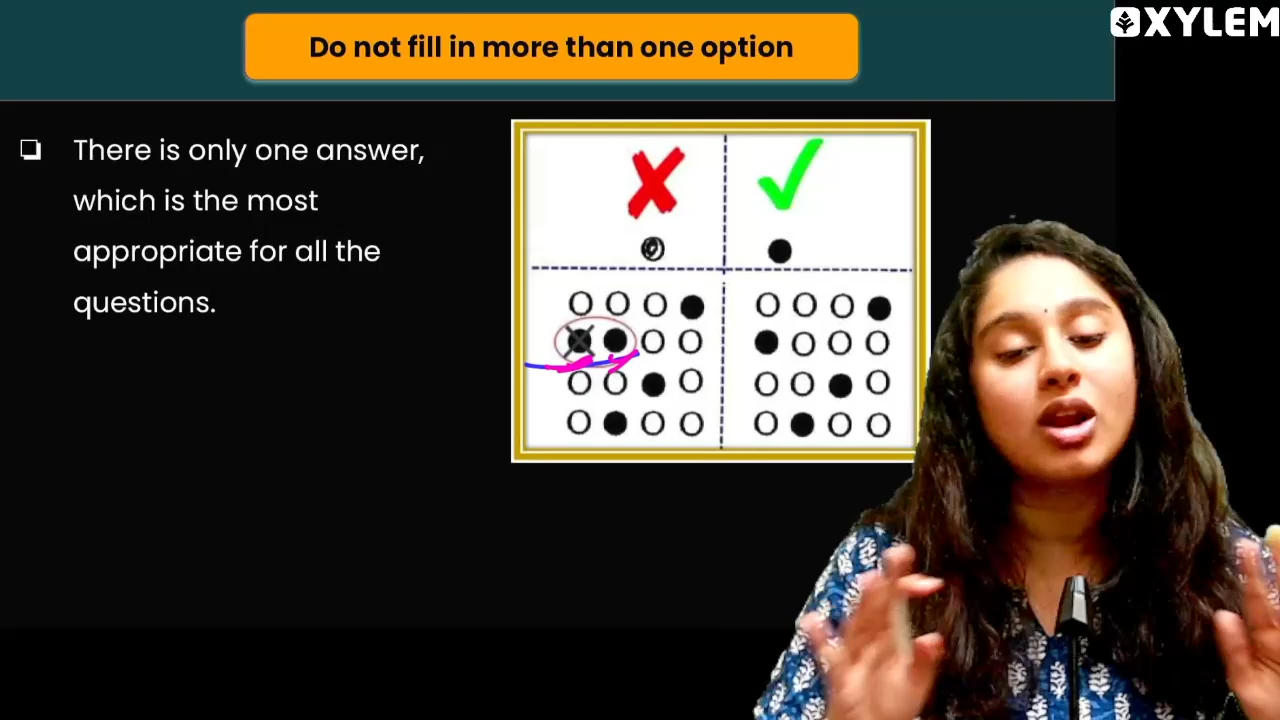 Do not fill in more than one option
XYLEM
There is only one answer,
which is the most
appropriate for all the
questions.